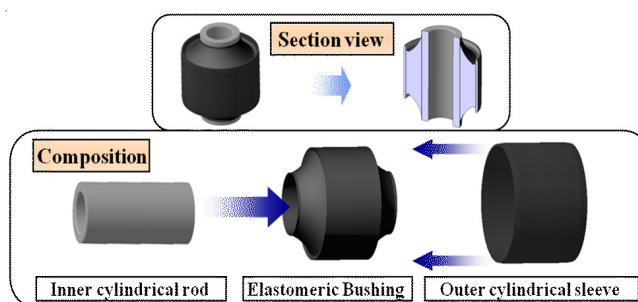 Section view
Composition
Inner cylindrical rod
Elastomeric Bushing
Outer cylindrical sleeve